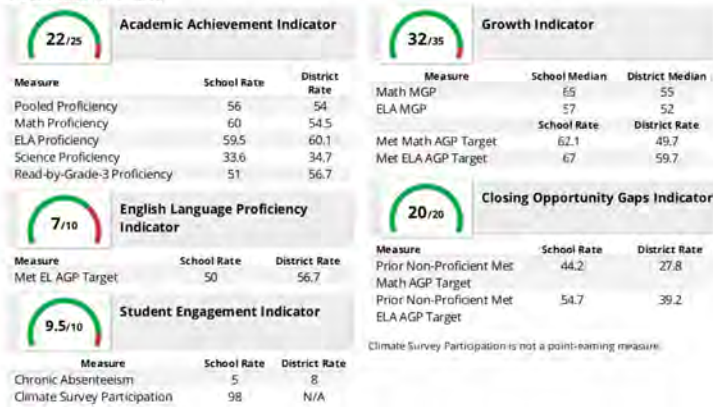 22/25
Academic Achievement Indicator
Measure School Rate District Rate
Pooled Proficiency 56 54
Math Proficiency 60 54.5
ELA Proficiency 59.5 60.1
Science Proficiency 33.6 34.7
Read-by-Grade-3 Proficiency 51 56.7
7/10
English Language Proficiency
Indicator
Measure School Rate District Rate
Met EL AGP Target 50 56.7
9.5/10
Student Engagement Indicator
Measure School Rate District Rate
Chronic Absenteeism 5 8
Climate Survey Participation 98 N/A
32/35
Growth Indicator
Measure School Median District Median
Math MGP 65 55
ELA MGP 57 52
School Rate District Rate
Met Math AGP Target 62.1 49.7
Met ELA AGP Target 67 59.7
20/20
Closing Opportunity Gaps Indicator
Measure School Rate District Rate
Prior Non-Proficient Met 44.2 27.8
Math AGP Target
Prior Non-Proficient Met 54.7 39.2
ELA AGP Target
Climate Survey Participation is not a point-earning measure.